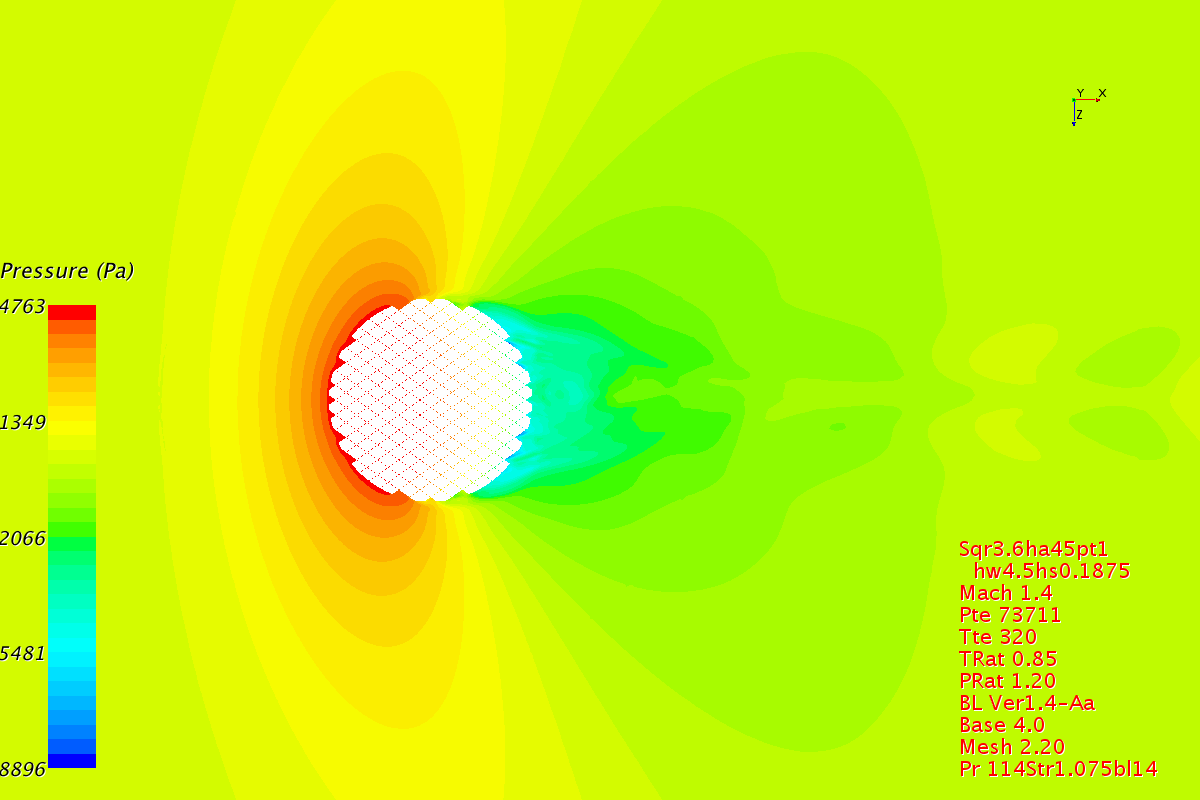 Y X
Z
Pressure (Pa)
4763
1349
2066
5481
8896
Sqr3.6ha45pt1
hw4.5hs0.1875
Mach 1.4
Pte 73711
Tte 320
TRat 0.85
PRat 1.20
BL Ver1.4-Aa
Base 4.0
Mesh 2.20
Pr 114Str1.075bl14